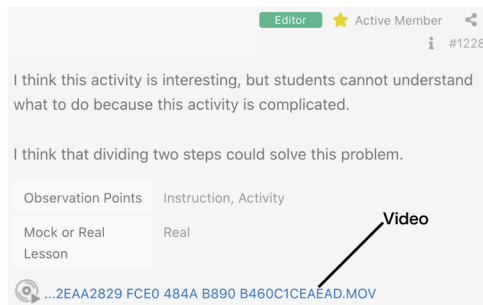 Editor Active Member
#1228
I think this activity is interesting, but students cannot understand
what to do because this activity is complicated.
I think that dividing two steps could solve this problem.
Observation Points Instruction, Activity
Video
Mock or Real Real
Lesson
...2EAA2829 FCE0 484A B890 B460C1CEAEAD.MOV